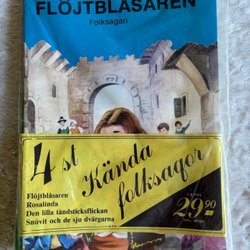 FLÖJTBLÅSAREN
Folksagan
4 st
Kända
folksagor
Flöjtblåsaren
Rosalinda
Den lilla tändsticksflickan
Snövit och de sju dvärgarna
29.90